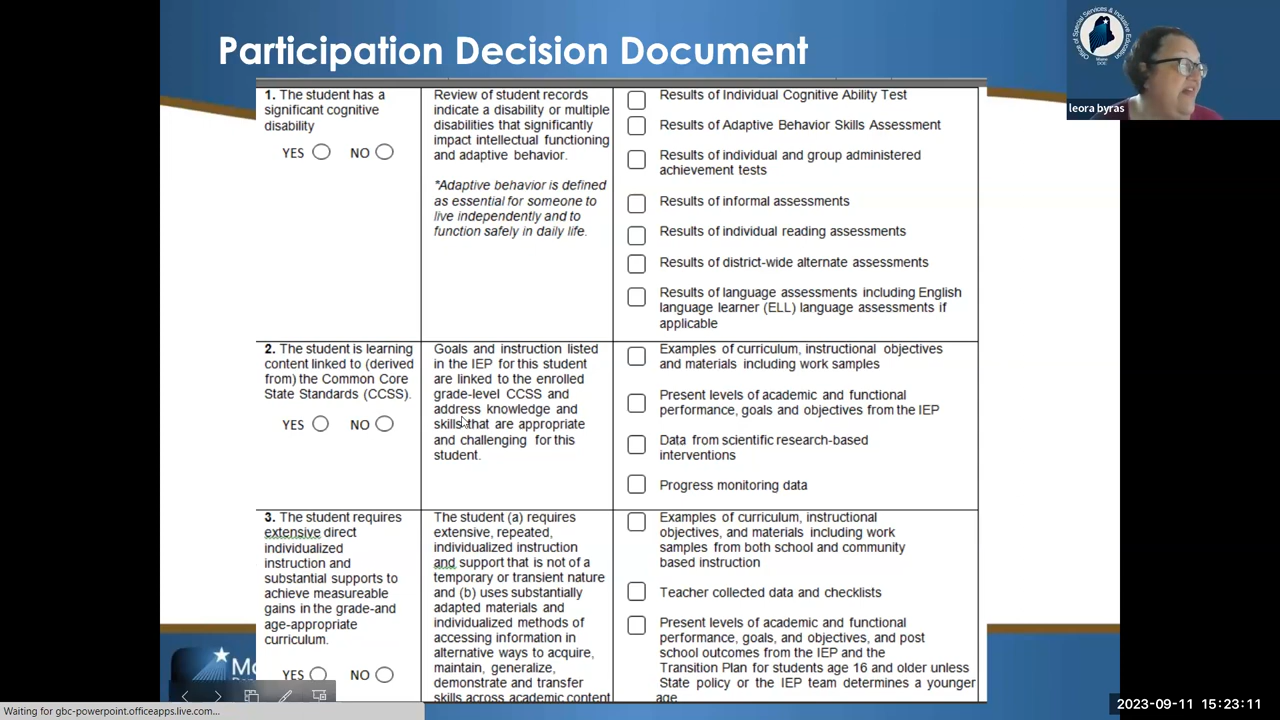 Participation Decision Document
1. The student has a
significant cognitive
disability
YES NO
Review of student records
indicate a disability or multiple
disabilities that significantly
impact intellectual functioning
and adaptive behavior.
*Adaptive behavior is defined
as essential for someone to
live independently and to
function safely in daily life.
Results of Individual Cognitive Ability Test
Results of Adaptive Behavior Skills Assessment
Results of individual and group administered
achievement tests
Results of informal assessments
Results of individual reading assessments
Results of district-wide alternate assessments
Results of language assessments including English
language learner (ELL) language assessments if
applicable
2. The student is learning
content linked to (derived
from) the Common Core
State Standards (CCSS).
YES NO
Goals and instruction listed
in the IEP for this student
are linked to the enrolled
grade-level CCSS and
address knowledge and
skills that are appropriate
and challenging for this
student.
Examples of curriculum, instructional objectives
and materials including work samples
Present levels of academic and functional
performance, goals and objectives from the IEP
Data from scientific research-based
interventions
Progress monitoring data
3. The student requires
extensive direct
individualized
instruction and
substantial supports to
achieve measureable
gains in the grade-and
age-appropriate
curriculum.
YES NO
The student (a) requires
extensive, repeated,
individualized instruction
and support that is not of a
temporary or transient nature
and (b) uses substantially
adapted materials and
individualized methods of
accessing information in
alternative ways to acquire,
maintain, generalize,
demonstrate and transfer
skills across academic content
Examples of curriculum, instructional
objectives, and materials including work
samples from both school and community
based instruction
Teacher collected data and checklists
Present levels of academic and functional
performance, goals, and objectives, and post
school outcomes from the IEP and the
Transition Plan for students age 16 and older unless
State policy or the IEP team determines a younger
age
Office of Special Services & Inclusive Education
Maine
DOE
leora byras
Waiting for gbc-powerpoint.officeapps.live.com...
2023-09-11 15:23:11